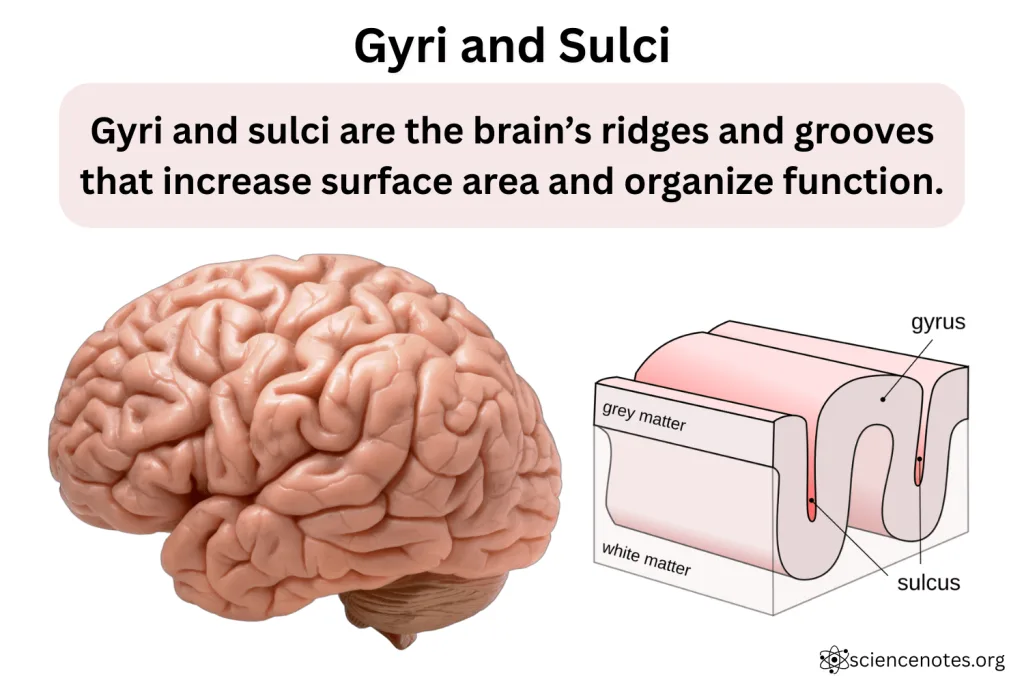 Gyri and Sulci
Gyri and sulci are the brain’s ridges and grooves
that increase surface area and organize function.
gyrus
grey matter
white matter
sulcus
sciencenotes.org